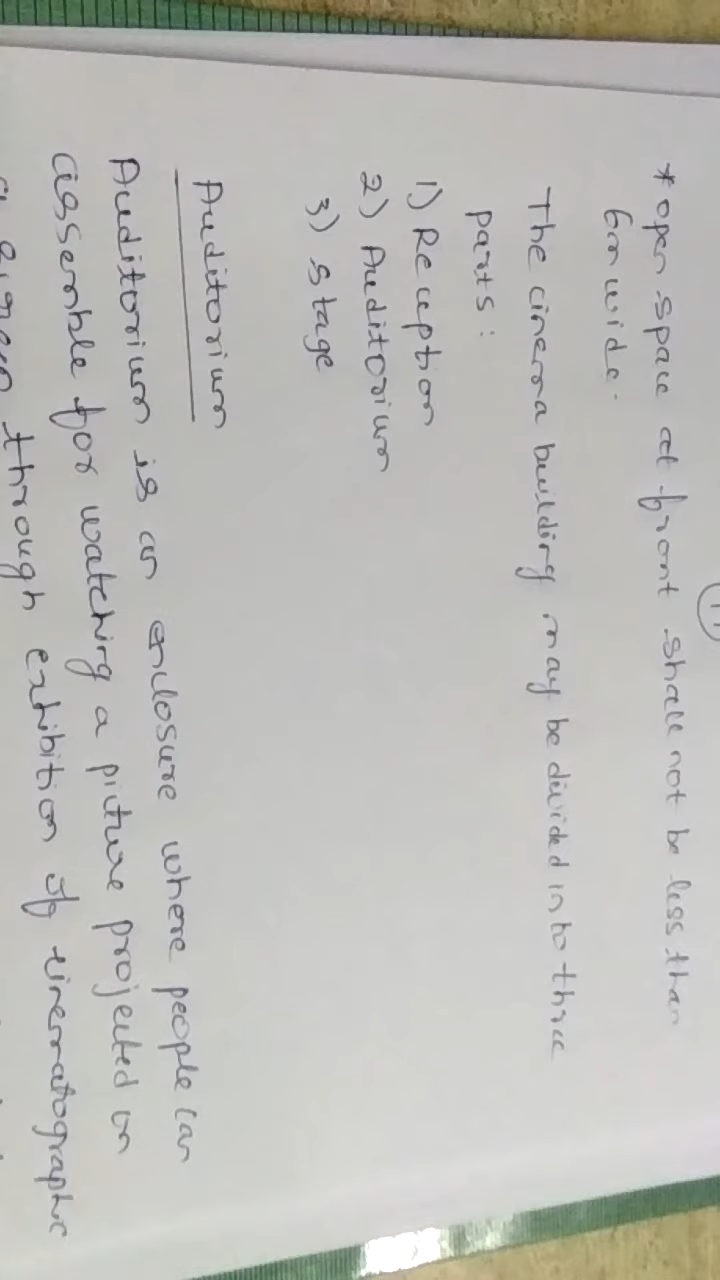 * open space at front shall not be less than
6m wide.
The cinema building may be divided into three
parts:
1) Reception
2) Auditorium
3) Stage
Auditorium
Auditorium is an enclosure where people can
assemble for watching a picture projected on
a screen through exhibition of cinematographic